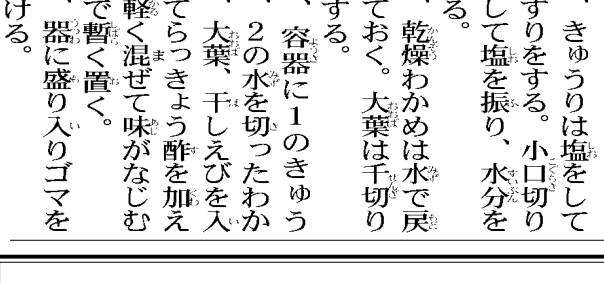 、きゅうりは塩をして
ずりをする。小口切り
して塩を振り、水分を
る。
、乾燥わかめは水で戻
ておく。大葉は千切り
する。
、容器に1のきゅう
、2の水を切ったわか
、大葉、干しえびを入
てらっきょう酢を加え
軽く混ぜて味がなじむ
で暫く置く。
、器に盛り入りゴマを
ける。